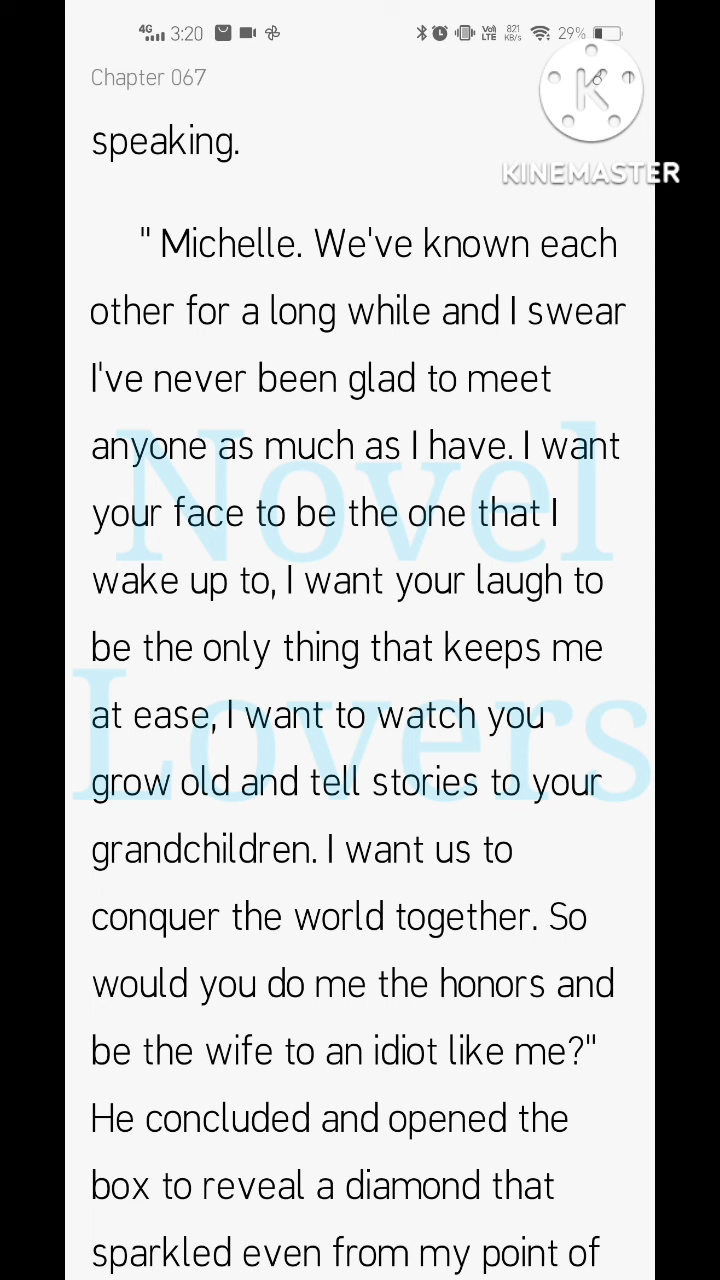 4G 3:20 Vo) LTE 821 KB/s 29%
Chapter 067
K
KINEMASTER
speaking.
" Michelle. We've known each
other for a long while and I swear
I've never been glad to meet
anyone as much as I have. I want
your face to be the one that I
wake up to, I want your laugh to
be the only thing that keeps me
at ease, I want to watch you
grow old and tell stories to your
grandchildren. I want us to
conquer the world together. So
would you do me the honors and
be the wife to an idiot like me?"
He concluded and opened the
box to reveal a diamond that
sparkled even from my point of
Novel
Lovers